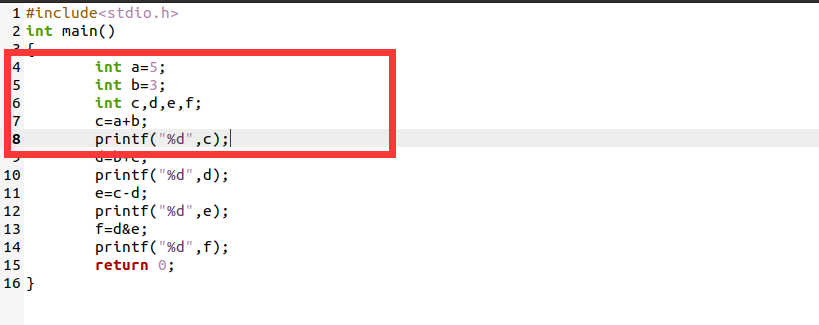 1 #include<stdio.h>
2 int main()
3 {
4 int a=5;
5 int b=3;
6 int c,d,e,f;
7 c=a+b;
8 printf("%d",c);
9 d=b+c;
10 printf("%d",d);
11 e=c-d;
12 printf("%d",e);
13 f=d&e;
14 printf("%d",f);
15 return 0;
16 }